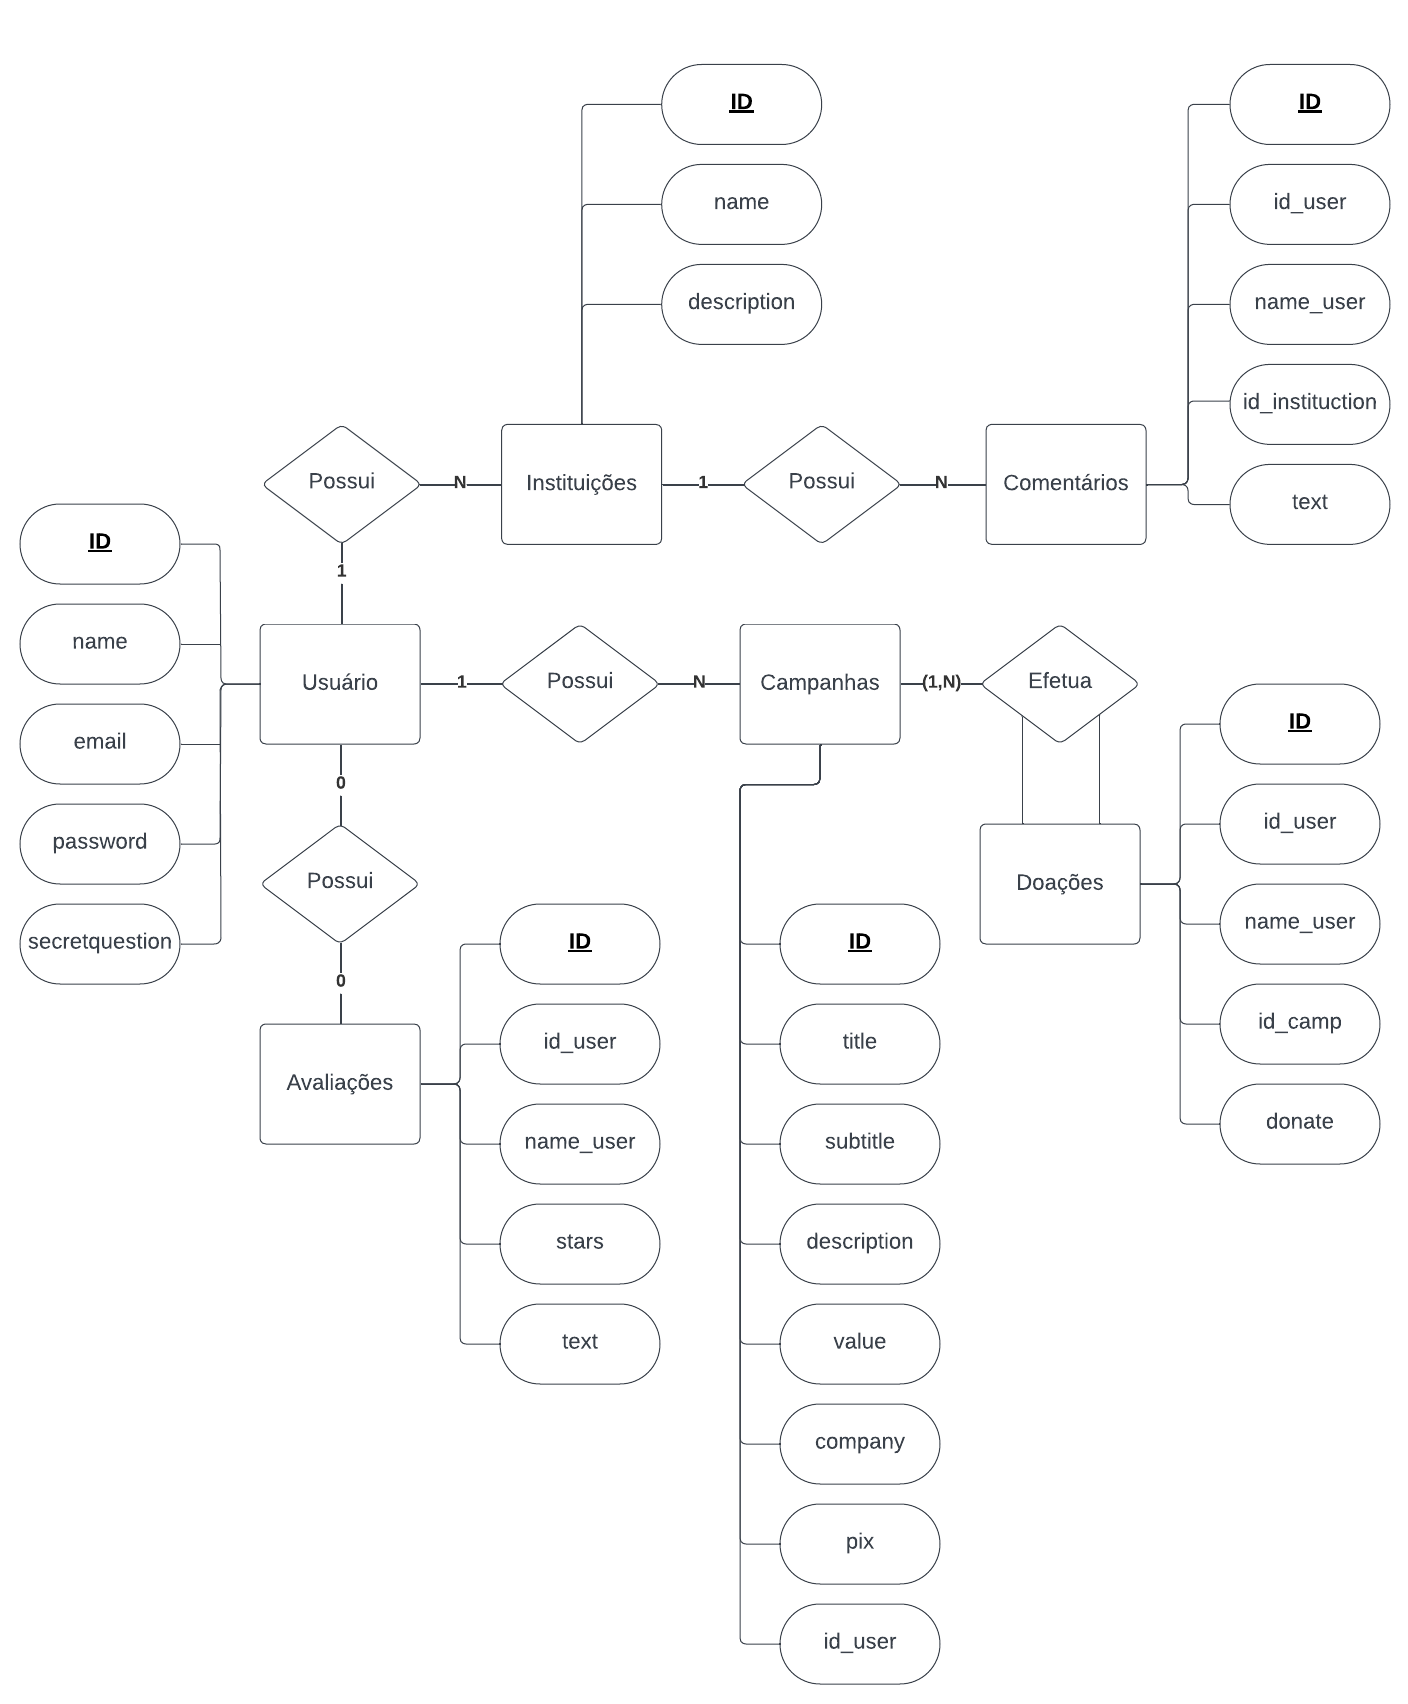 ID
name
description
ID
id_user
name_user
id_instituction
text
Possui
N
Instituições
1
Possui
N
Comentários
1
ID
name
email
password
secretquestion
Usuário
1
Possui
N
Campanhas
(1,N)
Efetua
0
Possui
0
Avaliações
ID
id_user
name_user
stars
text
ID
title
subtitle
description
value
company
pix
id_user
Doações
ID
id_user
name_user
id_camp
donate